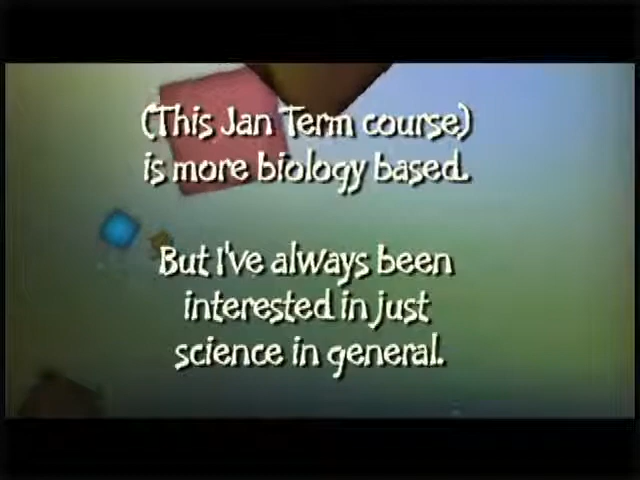 (This Jan Term course)
is more biology based.
But I've always been
interested in just
science in general.